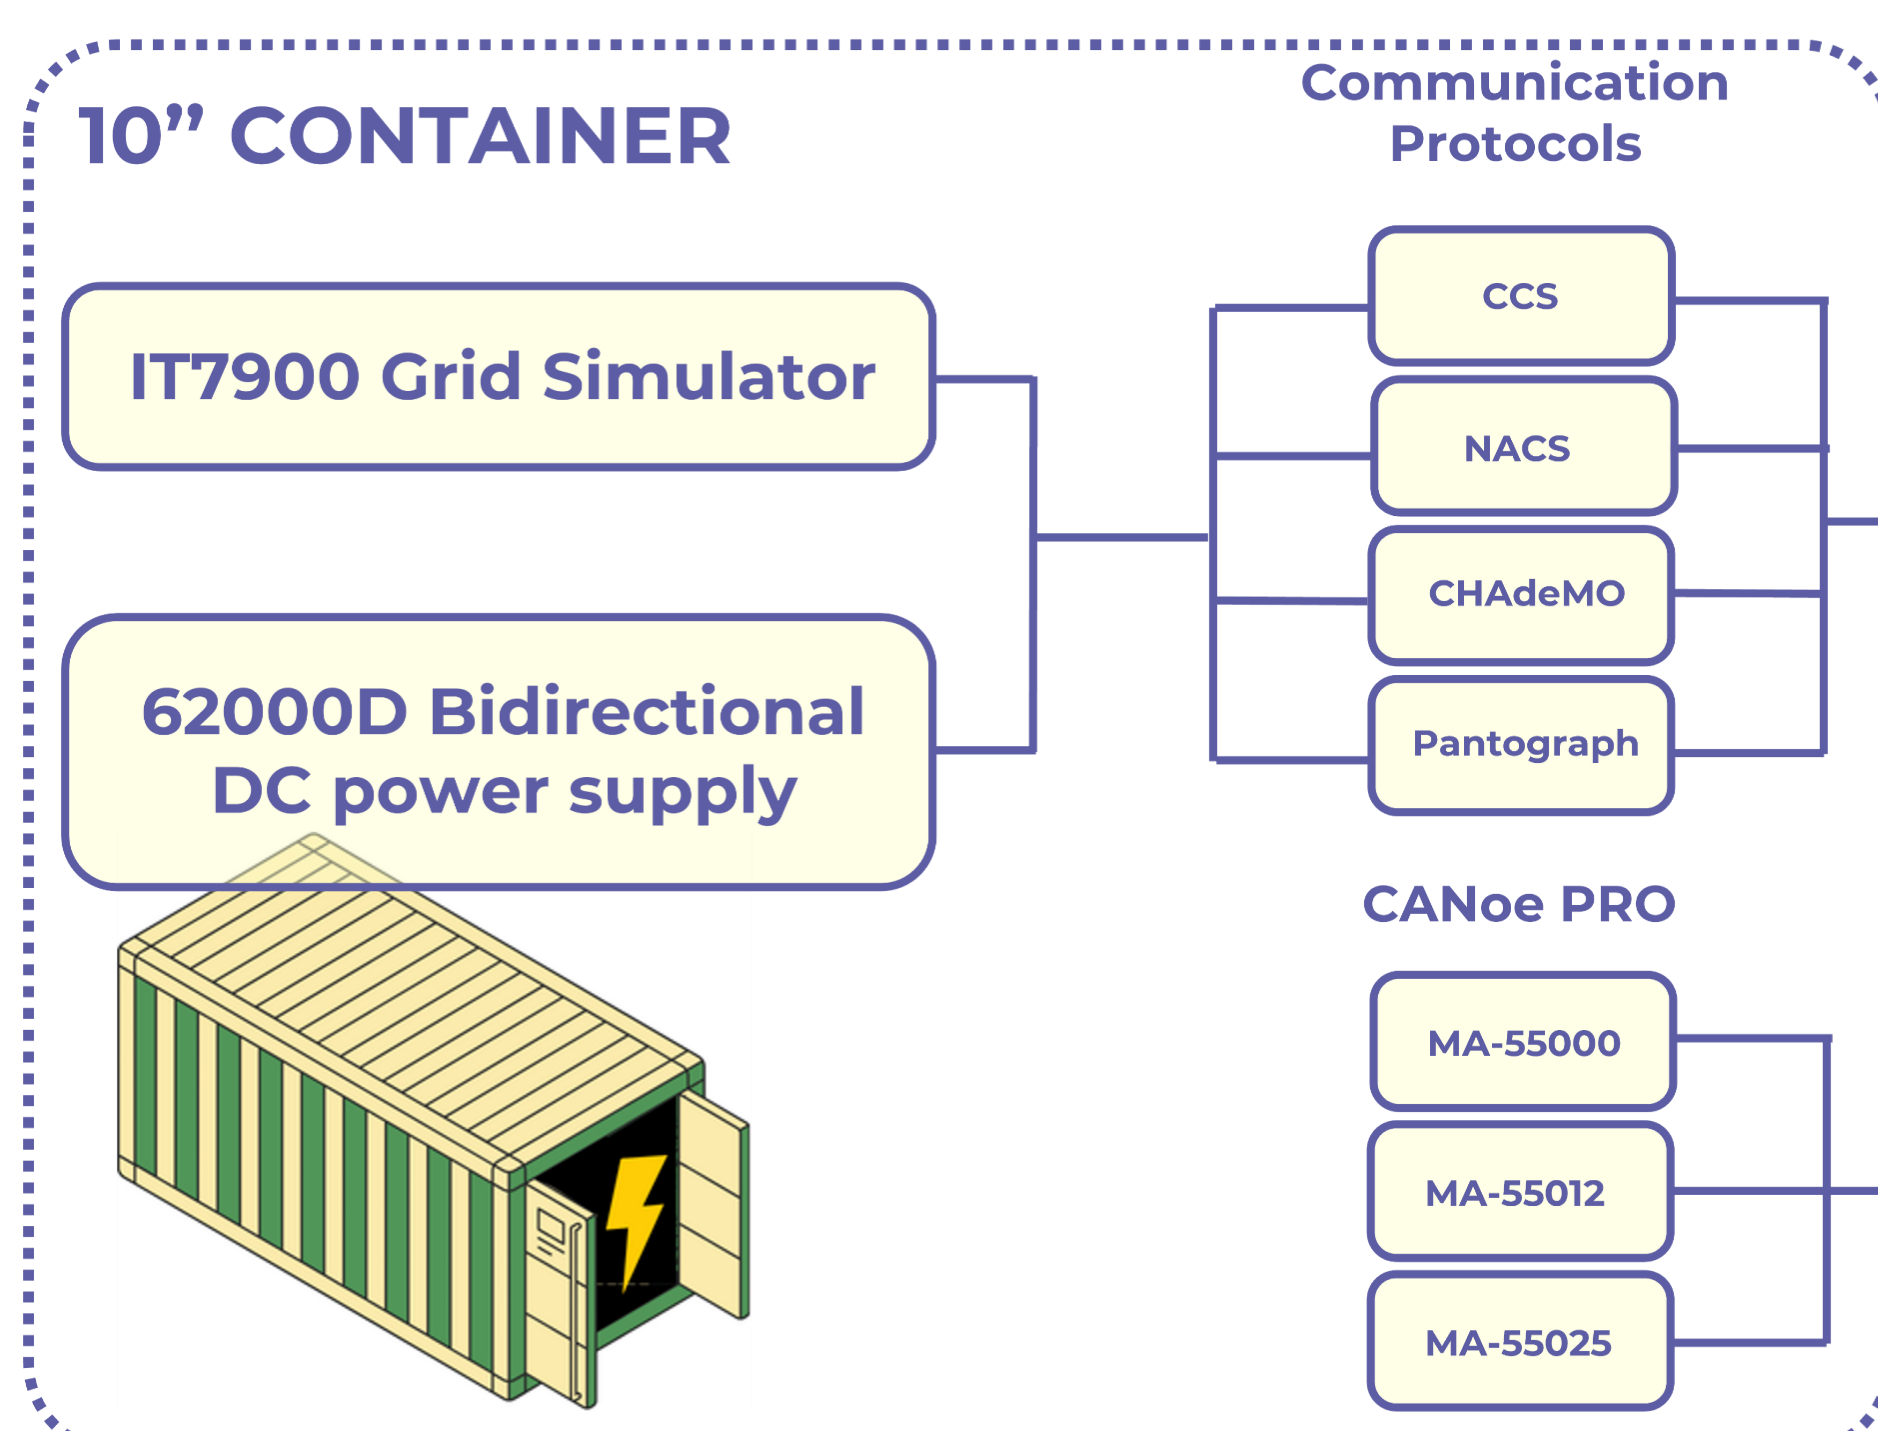 10” CONTAINER
Communication
Protocols
IT7900 Grid Simulator
62000D Bidirectional
DC power supply
CCS
NACS
CHAdeMO
Pantograph
CANoe PRO
MA-55000
MA-55012
MA-55025